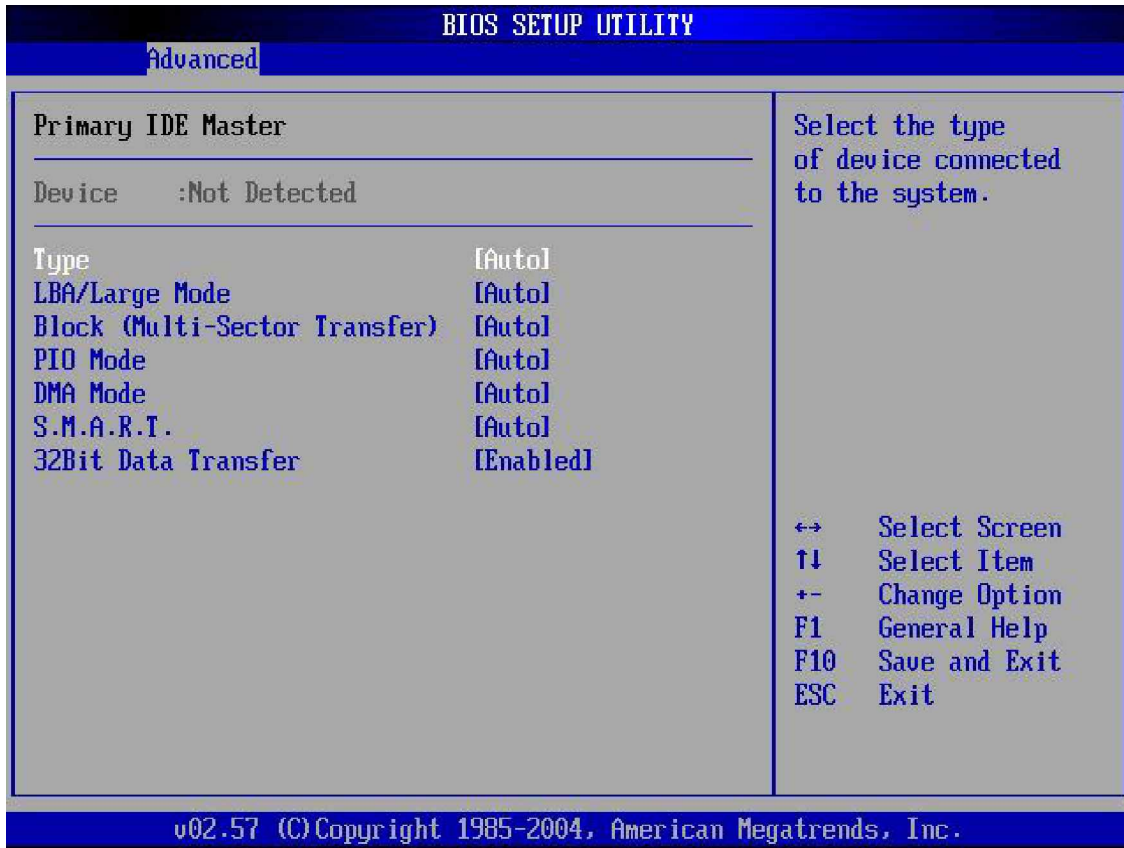 BIOS SETUP UTILITY
Advanced
Primary IDE Master
Device :Not Detected
Type [Auto]
LBA/Large Mode [Auto]
Block (Multi-Sector Transfer) [Auto]
PIO Mode [Auto]
DMA Mode [Auto]
S.M.A.R.T. [Auto]
32Bit Data Transfer [Enabled]
Select the type
of device connected
to the system.
←→ Select Screen
↑↓ Select Item
+- Change Option
F1 General Help
F10 Save and Exit
ESC Exit
v02.57 (C)Copyright 1985-2004, American Megatrends, Inc.